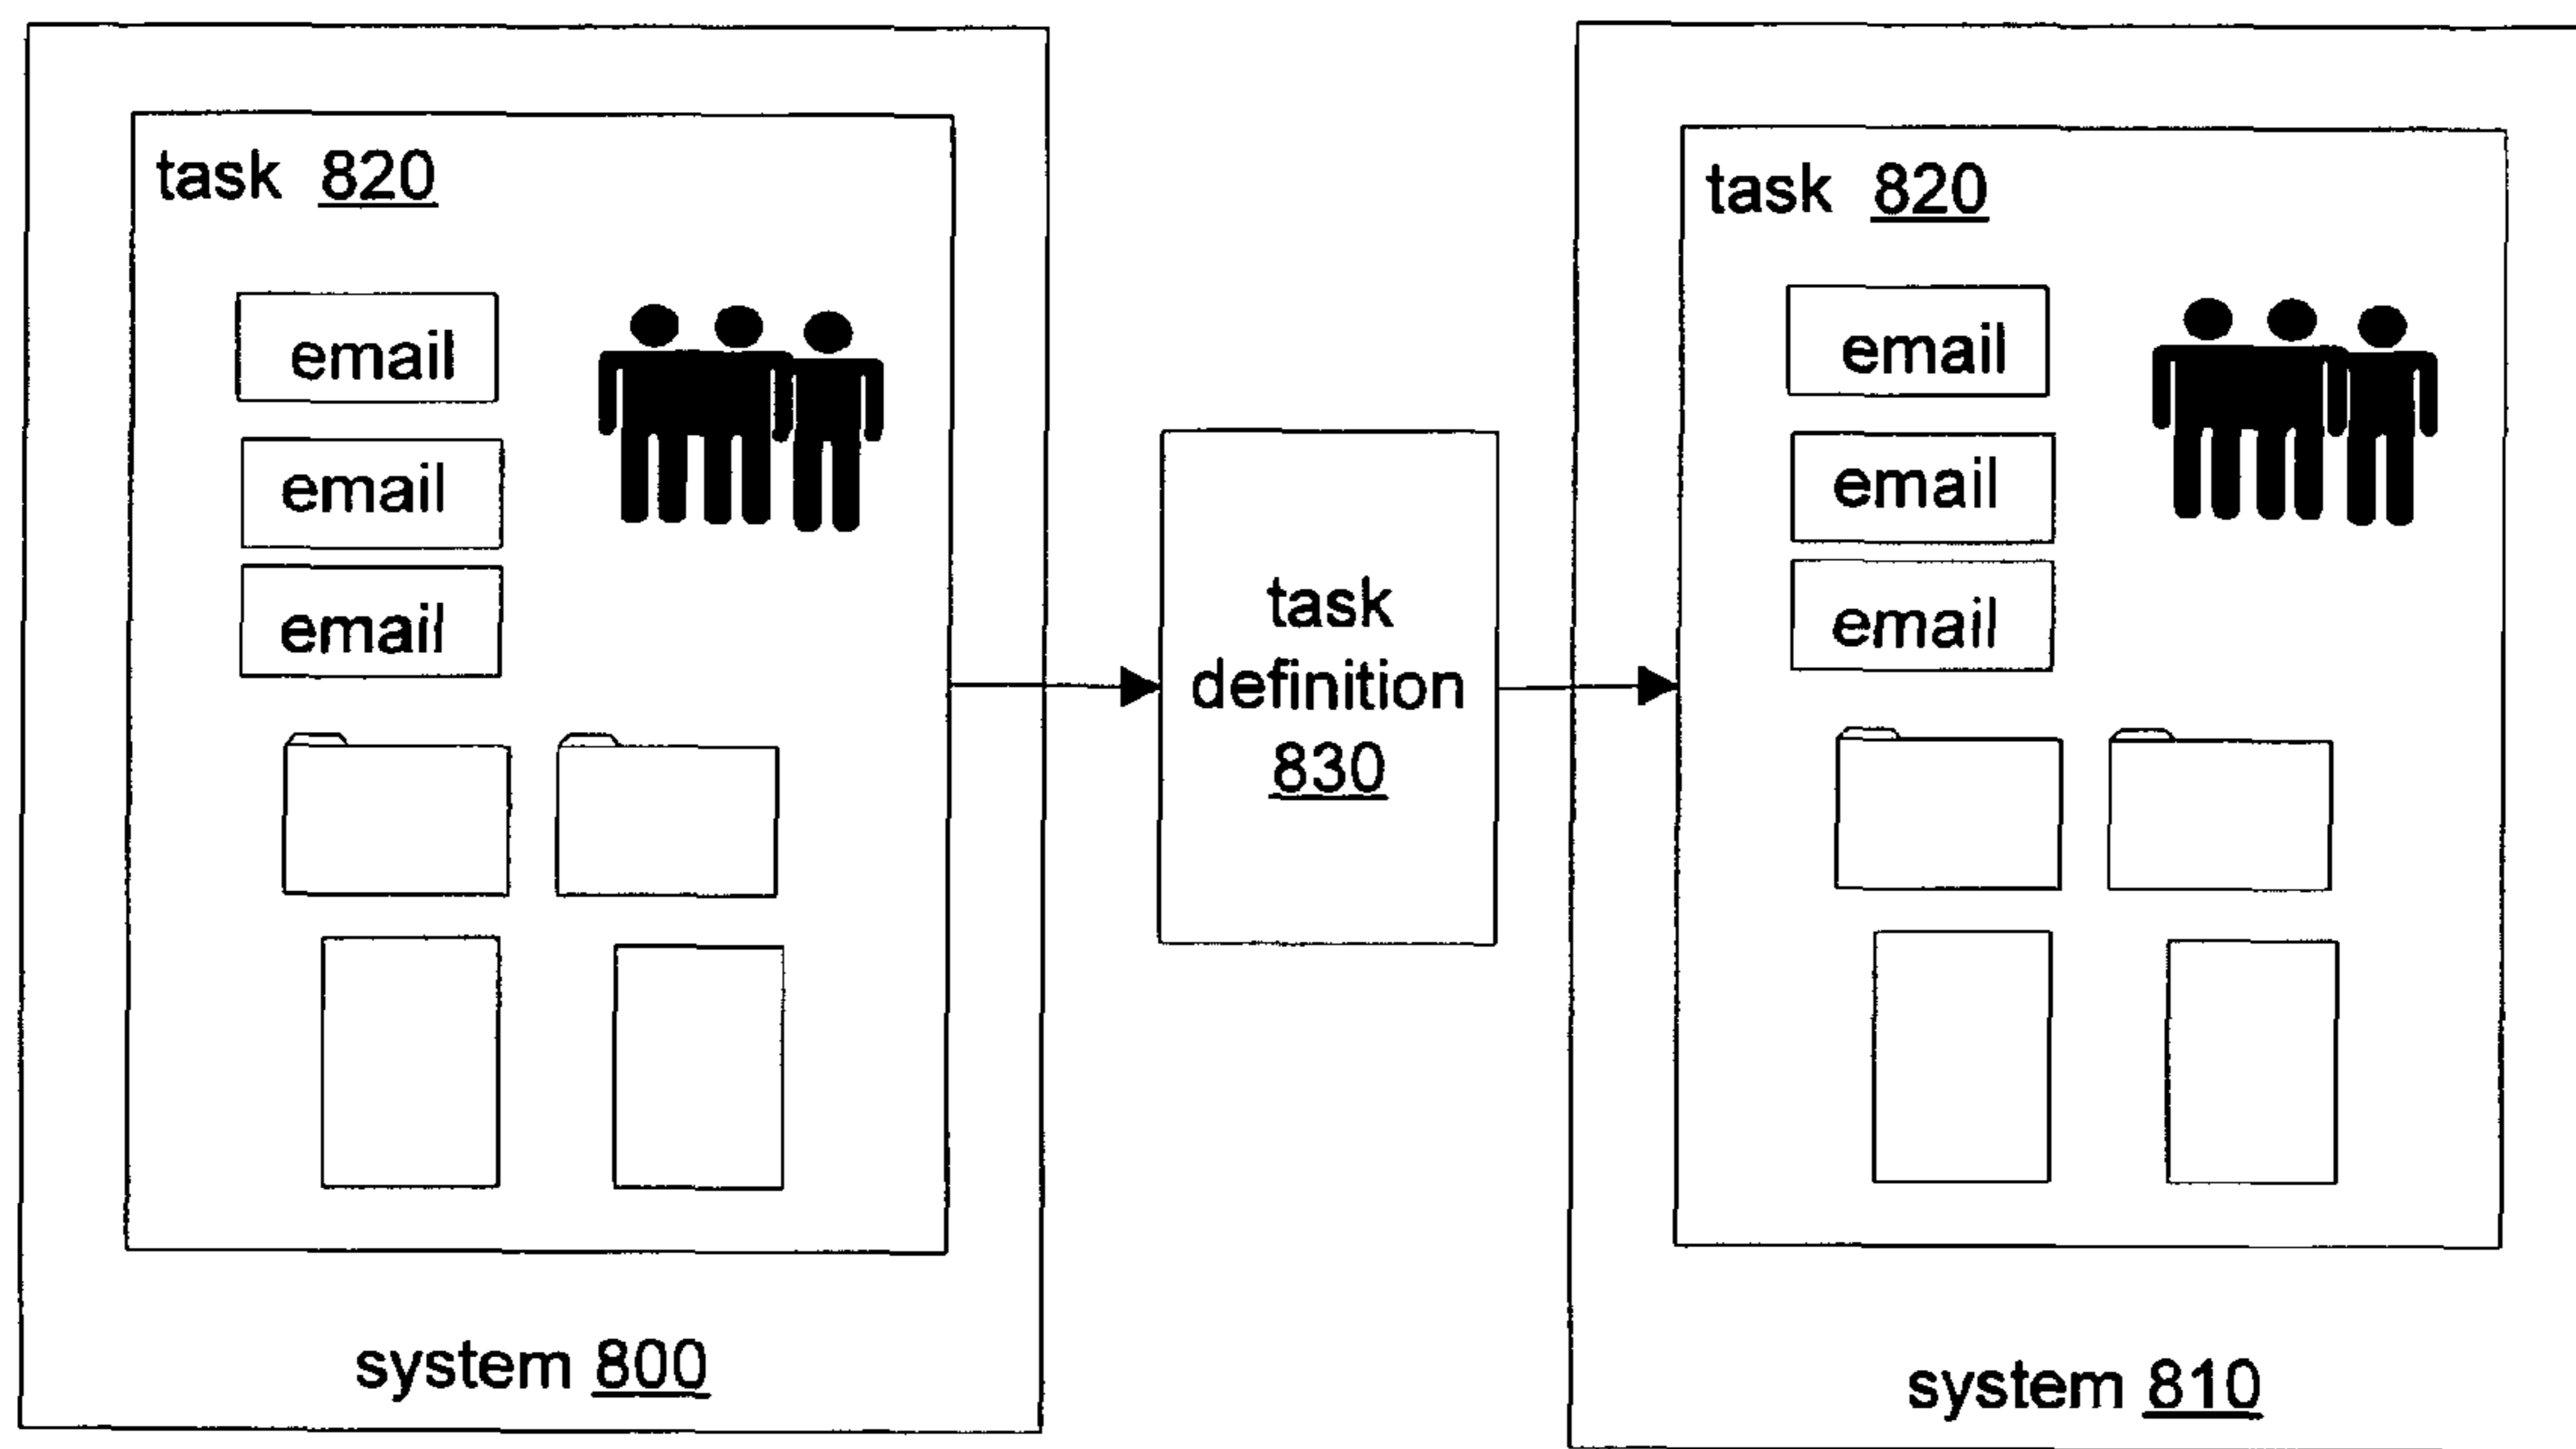 task 820
email
email
email
system 800
task
definition
830
task 820
email
email
email
system 810